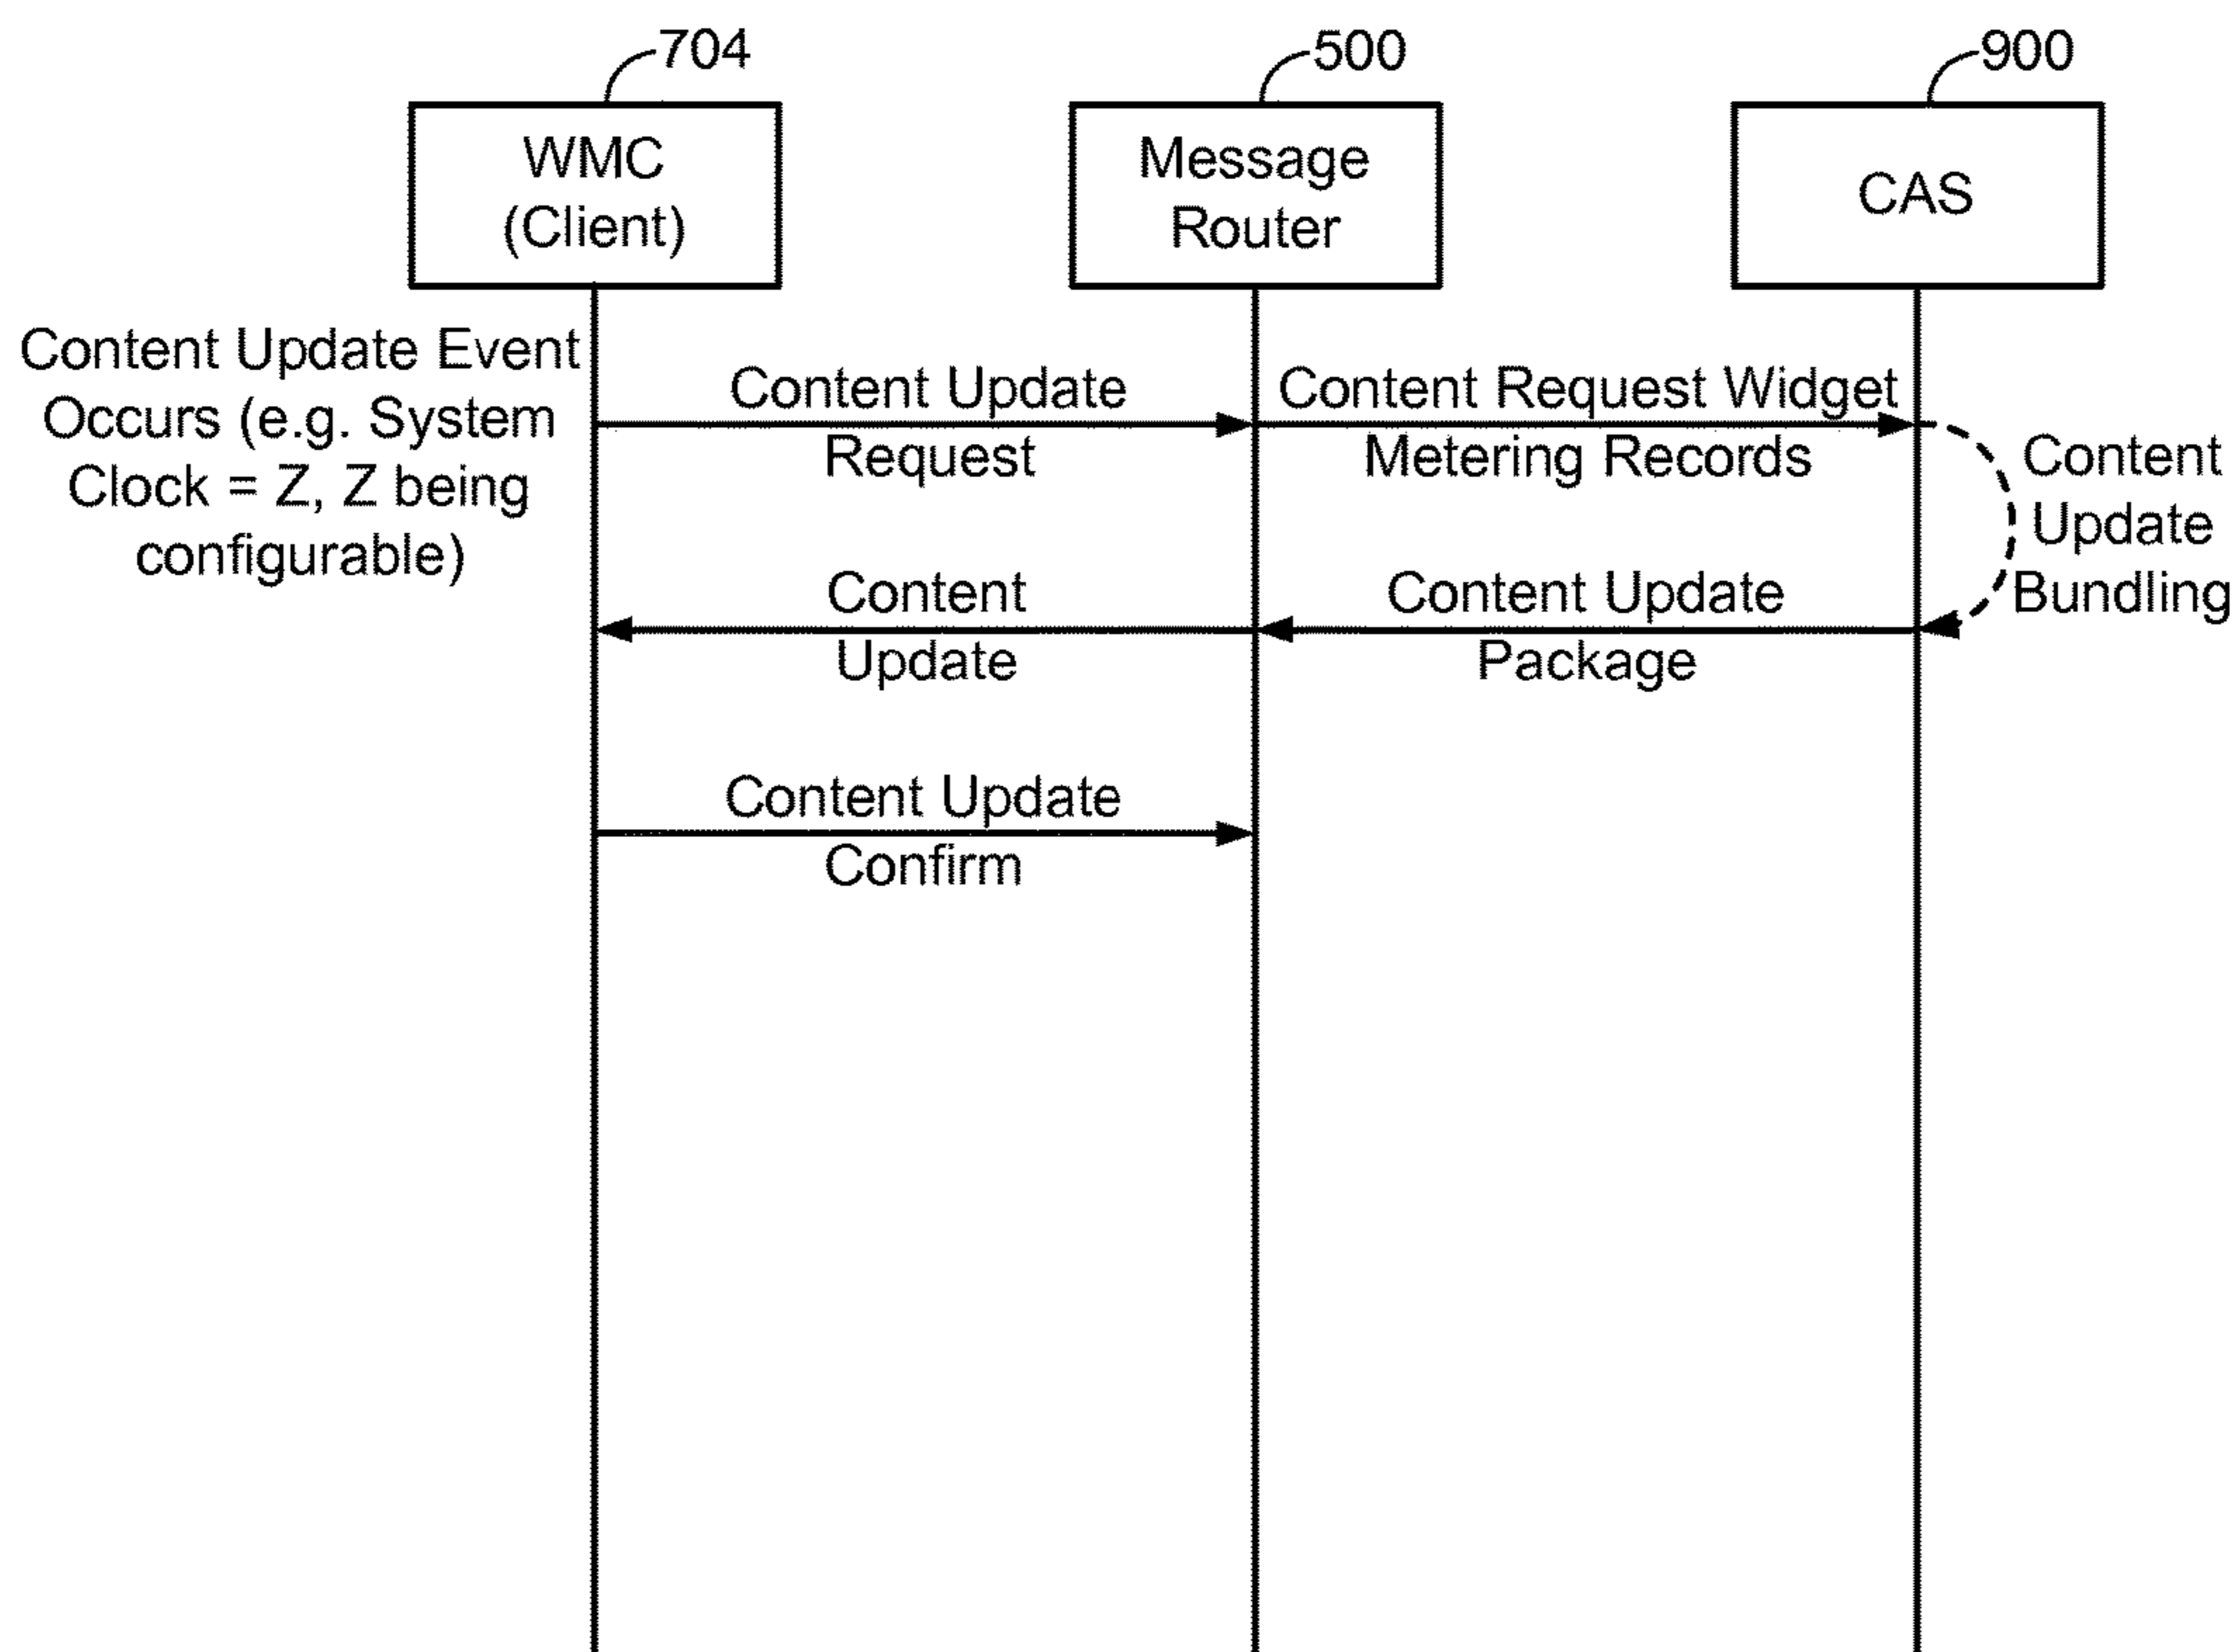 704
500
900
WMC
(Client)
Message
Router
CAS
Content Update Event
Occurs (e.g. System
Clock = Z, Z being
configurable)
Content Update
Request
Content Request Widget
Metering Records
Content
Update
Bundling
Content
Update
Content Update
Package
Content Update
Confirm